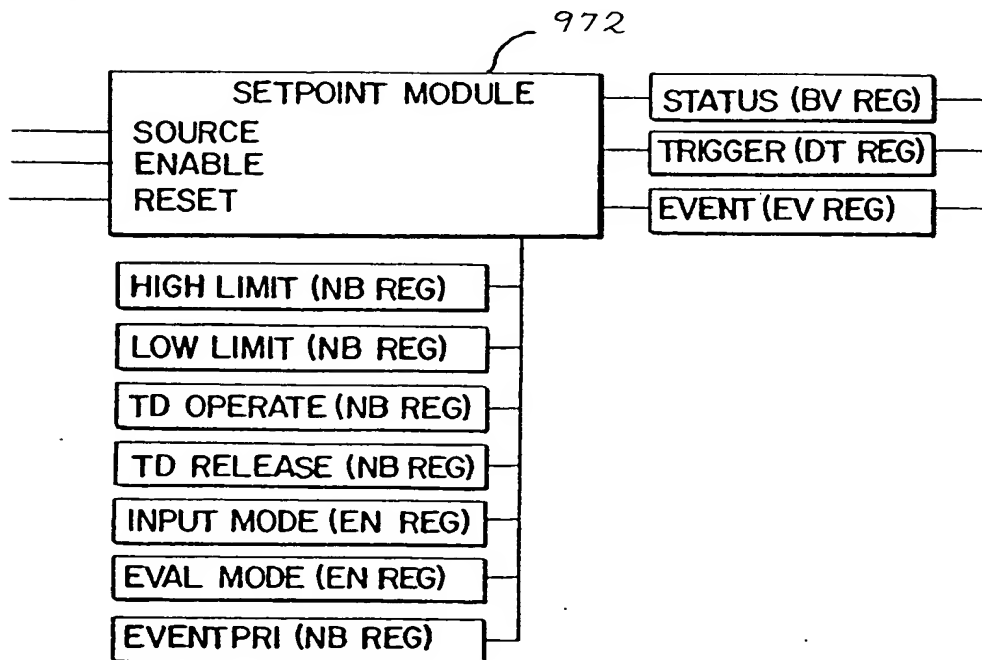 972
SETPOINT MODULE
SOURCE
ENABLE
RESET
STATUS (BV REG)
TRIGGER (DT REG)
EVENT (EV REG)
HIGH LIMIT (NB REG)
LOW LIMIT (NB REG)
TD OPERATE (NB REG)
TD RELEASE (NB REG)
INPUT MODE (EN REG)
EVAL MODE (EN REG)
EVENT PRI (NB REG)